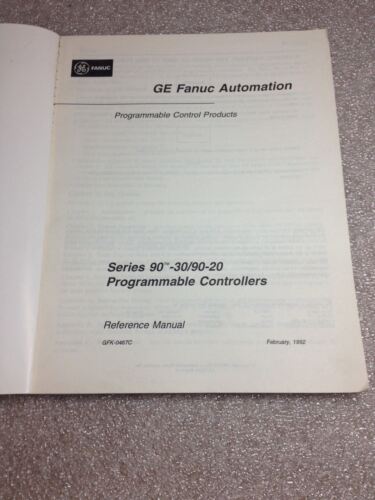 GE FANUC
GE Fanuc Automation
Programmable Control Products
Series 90™-30/90-20
Programmable Controllers
Reference Manual
GFK-0467C February, 1992